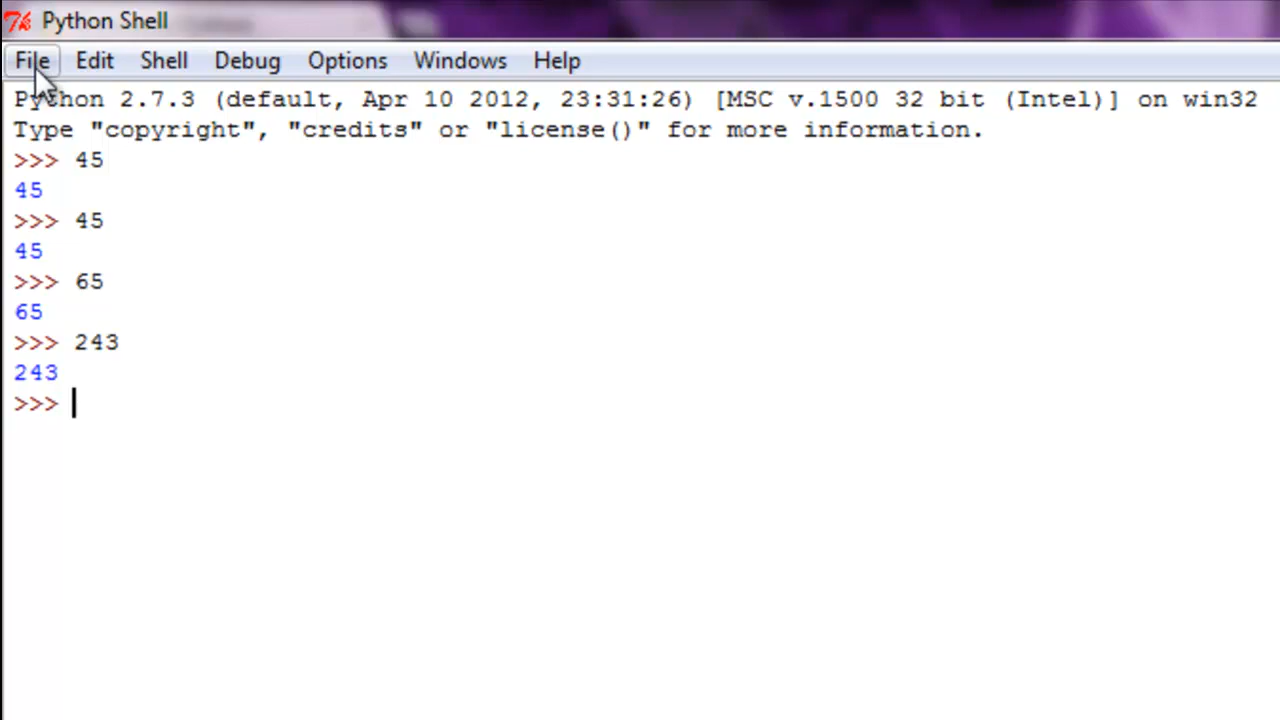 Python Shell
File Edit Shell Debug Options Windows Help
Python 2.7.3 (default, Apr 10 2012, 23:31:26) [MSC v.1500 32 bit (Intel)] on win32
Type "copyright", "credits" or "license()" for more information.
>>> 45
45
>>> 45
45
>>> 65
65
>>> 243
243
>>>